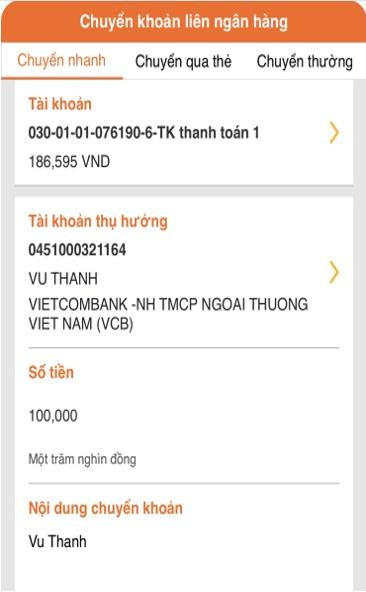 Chuyển khoản liên ngân hàng
Chuyển nhanh Chuyển qua thẻ Chuyển thường
Tài khoản
030-01-01-076190-6-TK thanh toán 1
186,595 VND
Tài khoản thụ hưởng
0451000321164
VU THANH
VIETCOMBANK -NH TMCP NGOAI THUONG
VIET NAM (VCB)
Số tiền
100,000
Một trăm nghìn đồng
Nội dung chuyển khoản
Vu Thanh